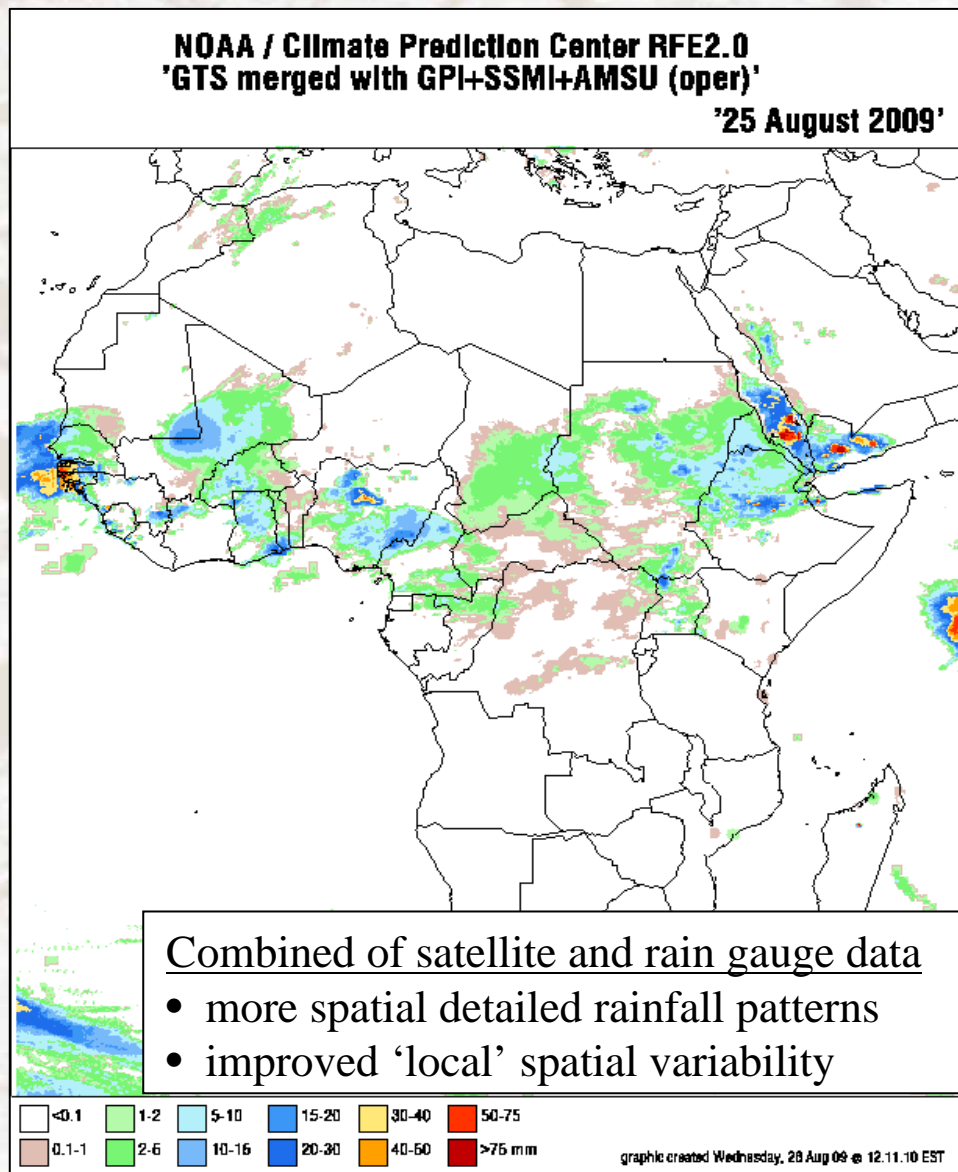 NOAA / Climate Prediction Center RFE2.0
'GTS merged with GPI+SSMI+AMSU (oper)'
'25 August 2009'
Combined of satellite and rain gauge data
• more spatial detailed rainfall patterns
• improved ‘local’ spatial variability
<0.1 1-2 5-10 15-20 30-40 50-75
0.1-1 2-5 10-15 20-30 40-50 >75 mm
graphic created Wednesday, 26 Aug 09 @ 12.11.10 EST